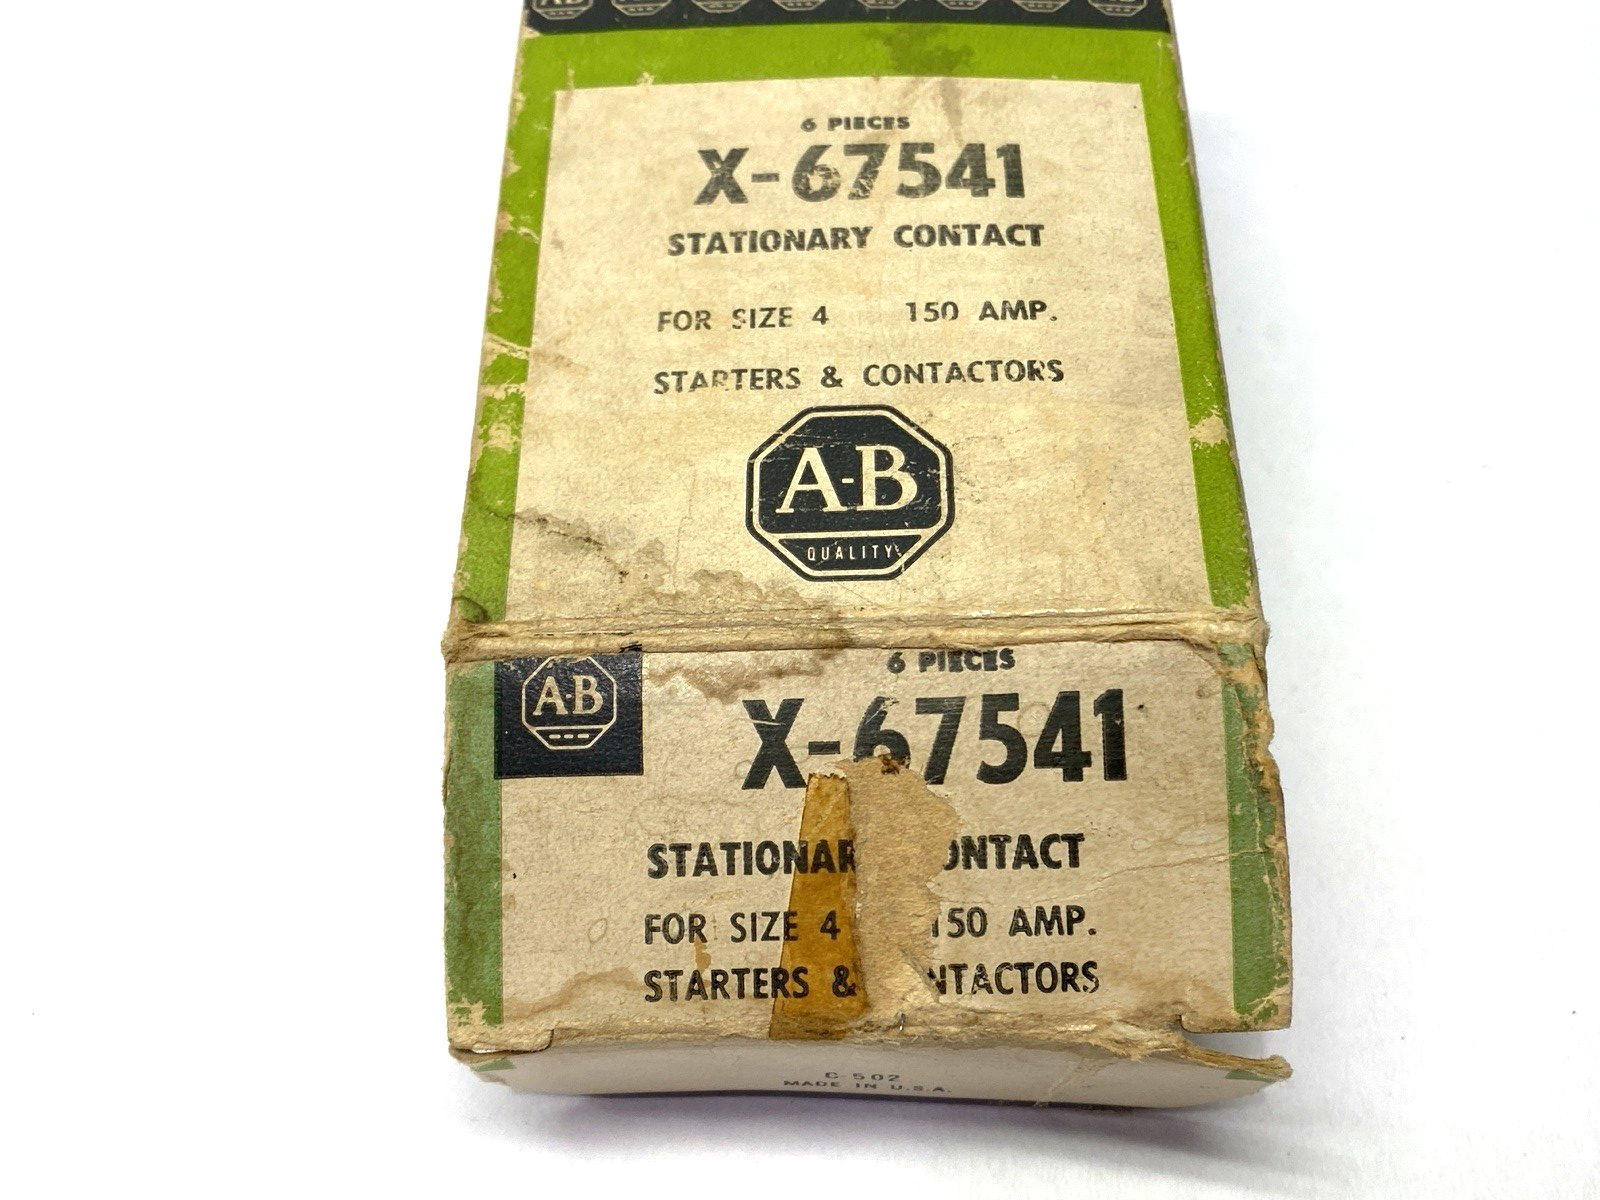 6 PIECES
X-67541
STATIONARY CONTACT
FOR SIZE 4 150 AMP.
STARTERS & CONTACTORS
A-B
QUALITY
6 PIECES
A-B
X-67541
STATIONAR ONTACT
FOR SIZE 4 150 AMP.
STARTERS & NTACTORS
C-502
MADE IN U.S.A.